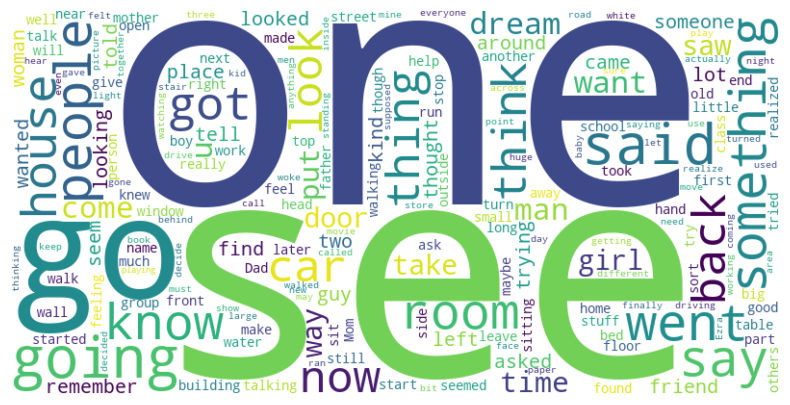 one
see
go
said
something
back
room
went
people
house
look
got
thing
think
know
going
now
car
say
way
want
saw
dream
man
girl
time
come
door
take
put
u
find
two
seem
looking
told
woman
looked
place
tell
work
right
next
boy
really
feel
made
street
mother
well
near
felt
open
talk
will
give
light
picture
together
hear
even
gave
three
mine
everyone
road
white
play
someone
around
another
came
lot
end
old
little
night
actually
sure
kid
men
inside
anything
stair
watching
drive
supposed
standing
father
top
help
though
run
stop
kind
walking
thought
outside
across
point
huge
school
saying
use
let
baby
took
realized
realize
class
turned
used
first
move
need
hand
away
turn
small
long
trying
try
sort
big
tried
wanted
person
knew
gone
woke
call
head
store
window
behind
name
book
keep
much
walk
wall
thinking
playing
decide
feeling
group
front
must
started
make
water
show
large
decided
remember
building
talking
Dad
later
movie
called
walked
new
may
ran
sit
Mom
still
start
bit
seemed
guy
ask
day
maybe
side
sitting
left
leave
face
paper
asked
getting
different
home
stuff
bed
floor
finally
driving
found
friend
working
coming
area
good
table
part
Ezra
others